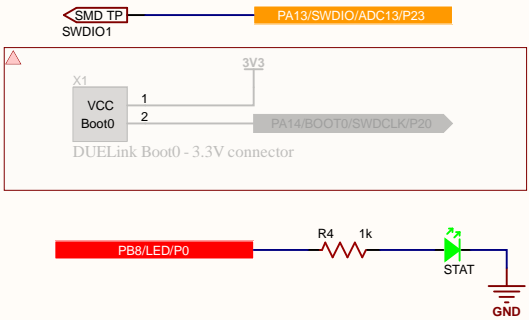 SMD TP
PA13/SWDIO/ADC13/P23
SWDIO1
3V3
X1
VCC
1
Boot0
2
PA14/BOOT0/SWDCLK/P20
DUELink Boot0 - 3.3V connector
R4
1k
PB8/LED/P0
STAT
GND